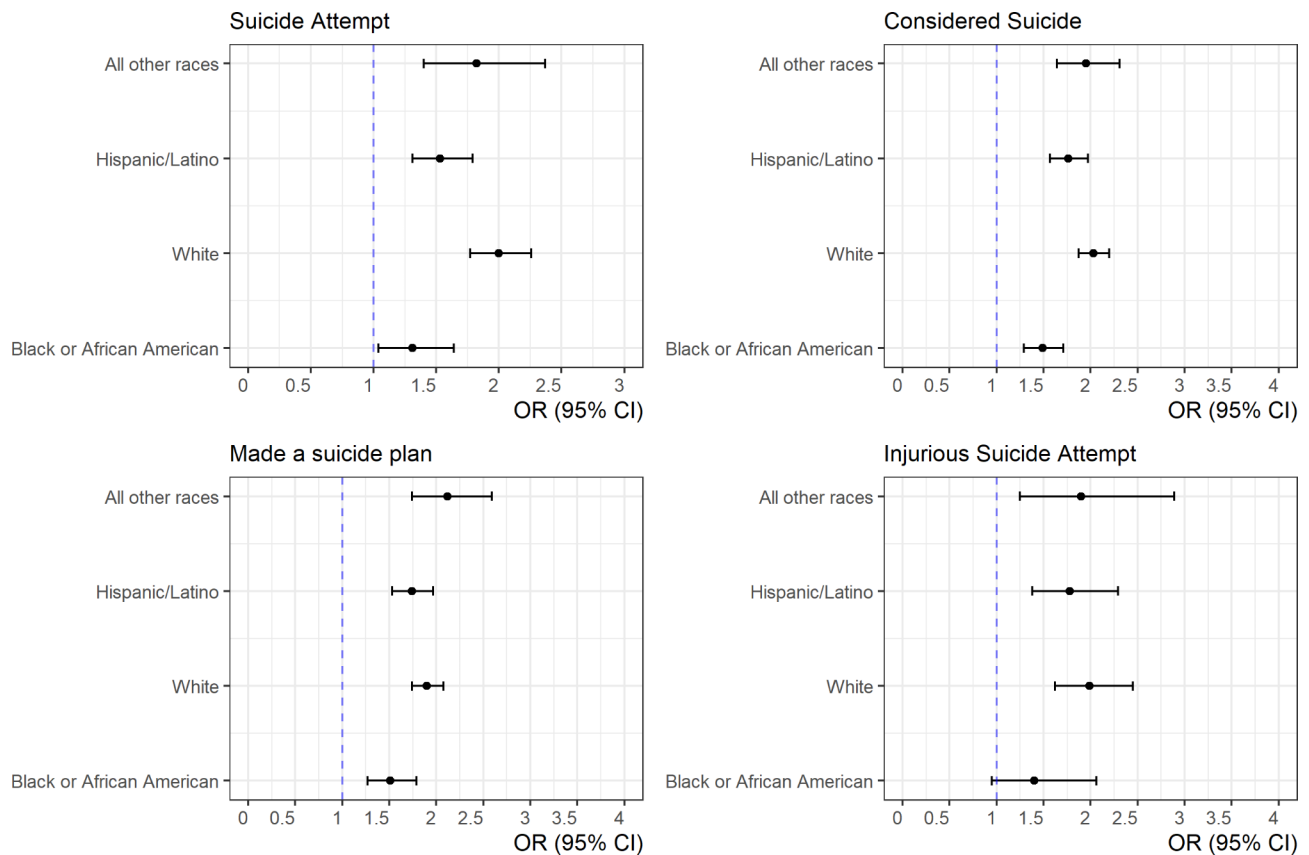 Suicide Attempt
All other races
Hispanic/Latino
White
Black or African American
0 0.5 1 1.5 2 2.5 3
OR (95% CI)
Considered Suicide
All other races
Hispanic/Latino
White
Black or African American
0 0.5 1 1.5 2 2.5 3 3.5 4
OR (95% CI)
Made a suicide plan
All other races
Hispanic/Latino
White
Black or African American
0 0.5 1 1.5 2 2.5 3 3.5 4
OR (95% CI)
Injurious Suicide Attempt
All other races
Hispanic/Latino
White
Black or African American
0 0.5 1 1.5 2 2.5 3 3.5 4
OR (95% CI)